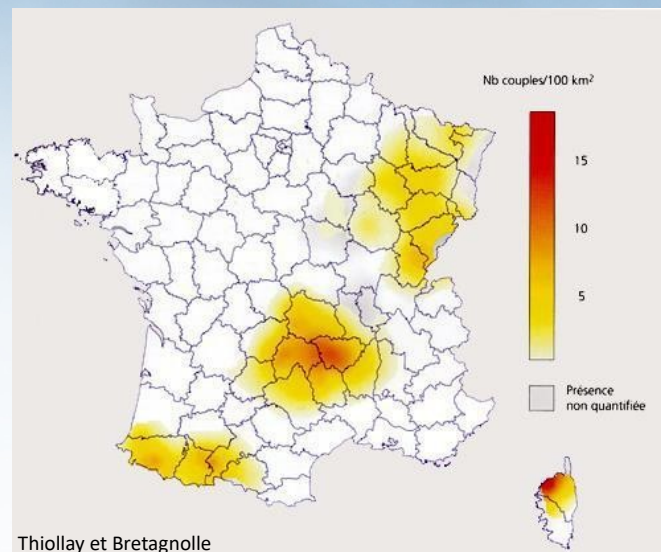 Nb couples/100 km²
15
10
5
Présence
non quantifiée
Thiollay et Bretagnolle